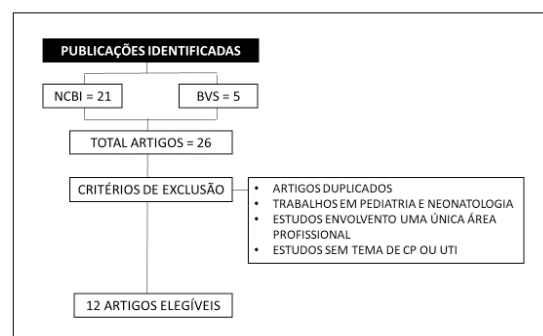 PUBLICAÇÕES IDENTIFICADAS
NCBI = 21
BVS = 5
TOTAL ARTIGOS = 26
CRITÉRIOS DE EXCLUSÃO
• ARTIGOS DUPLICADOS
• TRABALHOS EM PEDIATRIA E NEONATOLOGIA
• ESTUDOS ENVOLVENTO UMA ÚNICA ÁREA
PROFISSIONAL
• ESTUDOS SEM TEMA DE CP OU UTI
12 ARTIGOS ELEGÍVEIS